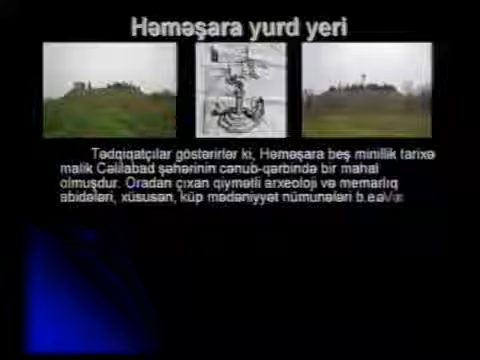 Həməşara yurd yeri
Tədqiqatçılar göstərirlər ki, Həməşara beş minillik tarixə
malik Cəlilabad şəhərinin cənub-qərbində bir mahal
olmuşdur. Oradan çıxan qiymətli arxeoloji və memarlıq
abidələri, xüsusən, küp mədəniyyət nümunələri b.e.ə